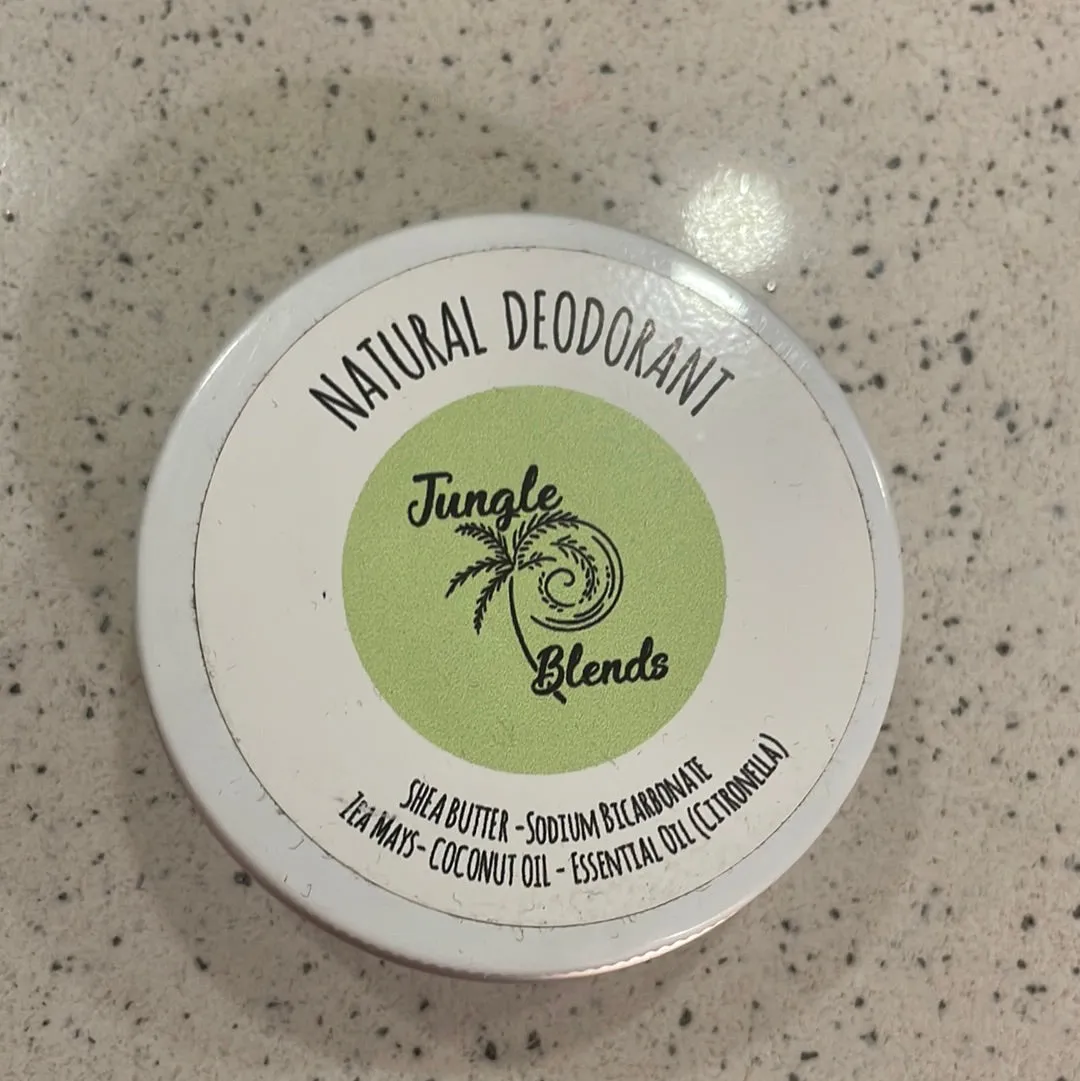 NATURAL DEODORANT
Jungle
Blends
SHEA BUTTER - SODIUM BICARBONATE
ZEA MAYS - COCONUT OIL - ESSENTIAL OIL (CITRONELLA)